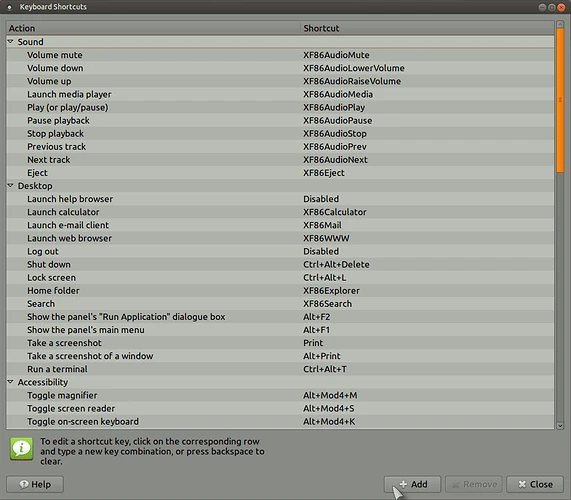 Keyboard Shortcuts
Action Shortcut
Sound
Volume mute XF86AudioMute
Volume down XF86AudioLowerVolume
Volume up XF86AudioRaiseVolume
Launch media player XF86AudioMedia
Play (or play/pause) XF86AudioPlay
Pause playback XF86AudioPause
Stop playback XF86AudioStop
Previous track XF86AudioPrev
Next track XF86AudioNext
Eject XF86Eject
Desktop
Launch help browser Disabled
Launch calculator XF86Calculator
Launch e-mail client XF86Mail
Launch web browser XF86WWW
Log out Disabled
Shut down Ctrl+Alt+Delete
Lock screen Ctrl+Alt+L
Home folder XF86Explorer
Search XF86Search
Show the panel's "Run Application" dialogue box Alt+F2
Show the panel's main menu Alt+F1
Take a screenshot Print
Take a screenshot of a window Alt+Print
Run a terminal Ctrl+Alt+T
Accessibility
Toggle magnifier Alt+Mod4+M
Toggle screen reader Alt+Mod4+S
Toggle on-screen keyboard Alt+Mod4+K
To edit a shortcut key, click on the corresponding row
and type a new key combination, or press backspace to
clear.
Help Add Remove Close